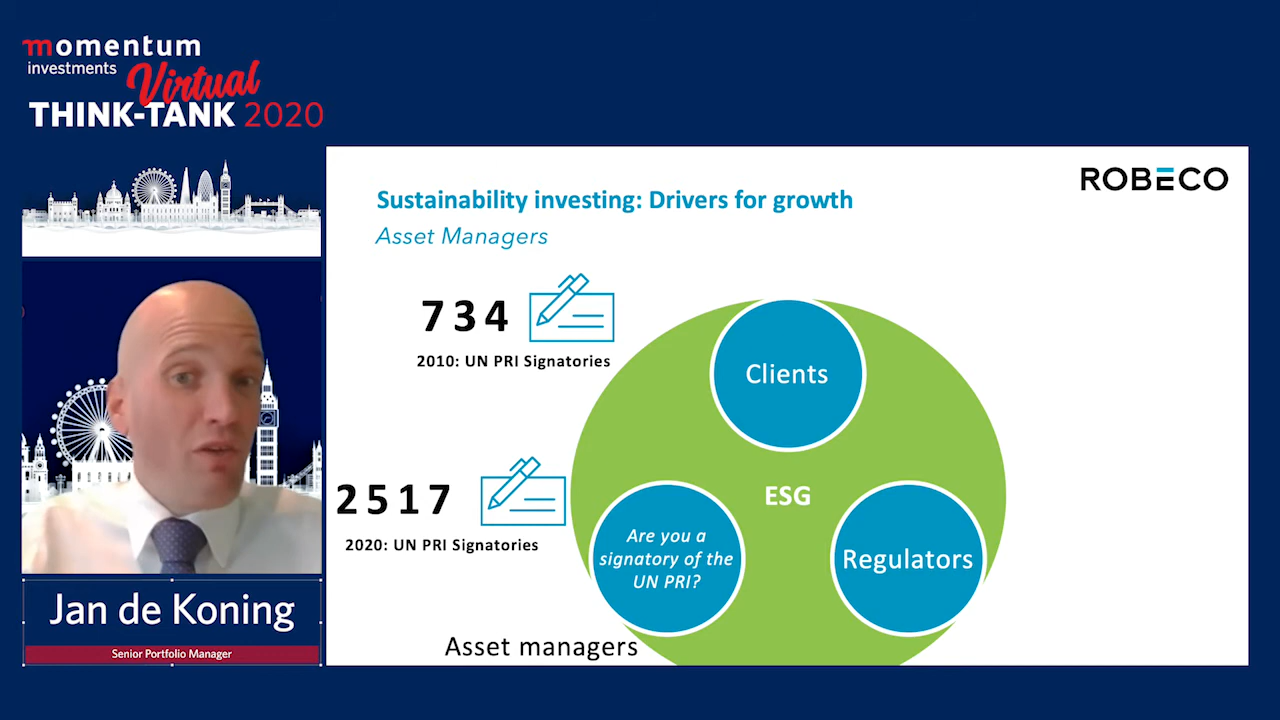 momentum
investments
Virtual
THINK-TANK 2020
ROBECO
Sustainability investing: Drivers for growth
Asset Managers
734
2010: UN PRI Signatories
2517
2020: UN PRI Signatories
Clients
ESG
Are you a
signatory of the
UN PRI?
Regulators
Asset managers
Jan de Koning
Senior Portfolio Manager